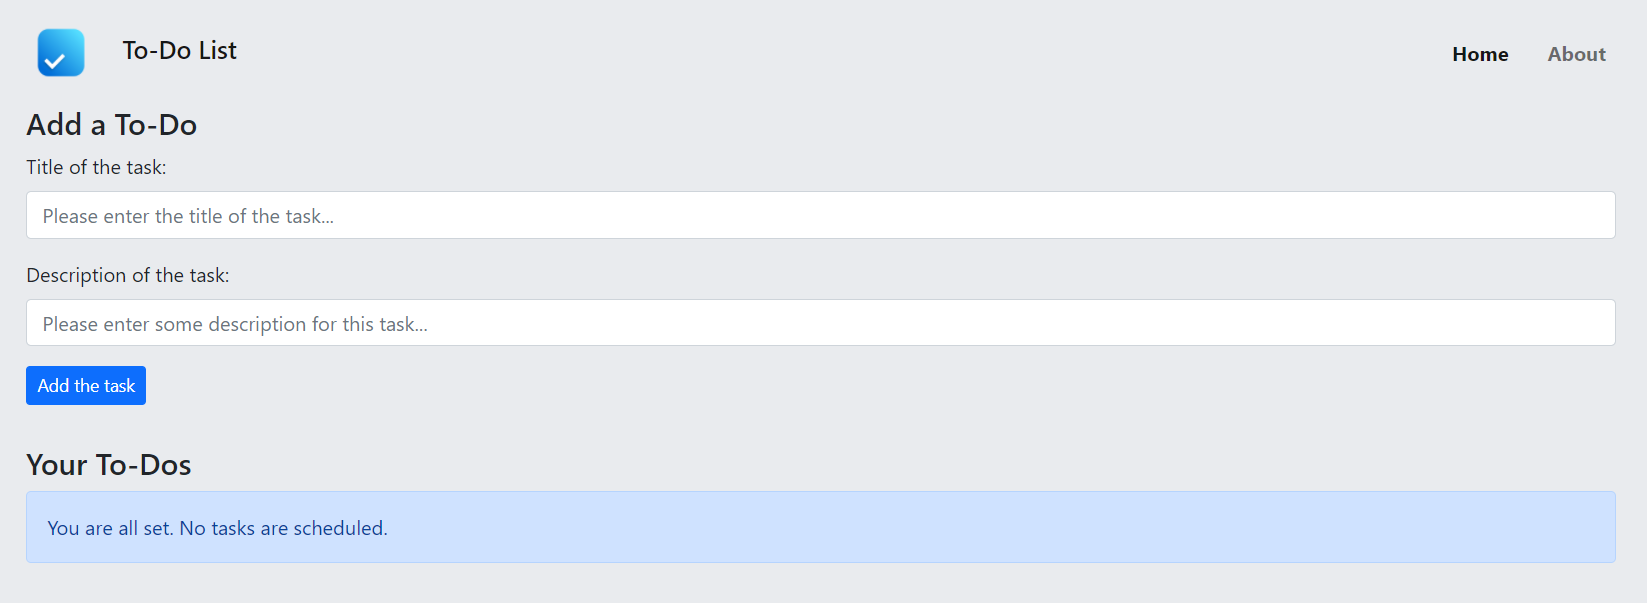 To-Do List
Home About
Add a To-Do
Title of the task:
Please enter the title of the task...
Description of the task:
Please enter some description for this task...
Add the task
Your To-Dos
You are all set. No tasks are scheduled.